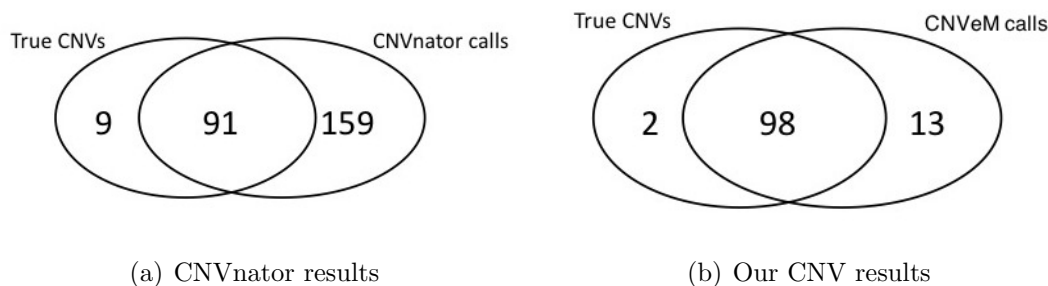 True CNVs
CNVnator calls
9
91
159
(a) CNVnator results
True CNVs
CNVeM calls
2
98
13
(b) Our CNV results